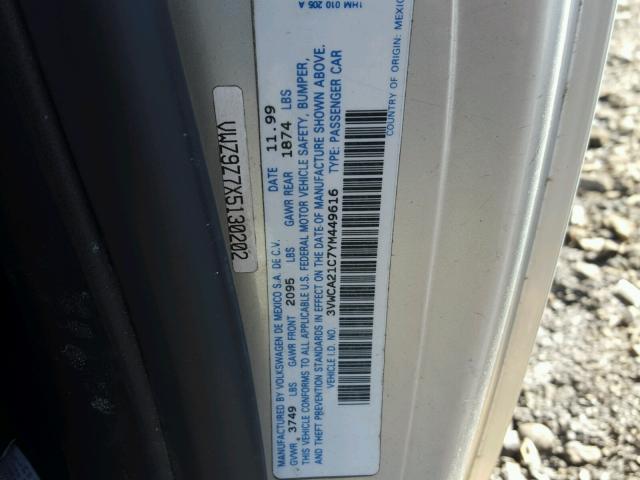 1HM 010 205 A
MANUFACTURED BY VOLKSWAGEN DE MEXICO S.A. DE C.V. DATE 11.99
GVWR 3749 LBS GAWR FRONT 2095 LBS GAWR REAR 1874 LBS
THIS VEHICLE CONFORMS TO ALL APPLICABLE U.S. FEDERAL MOTOR VEHICLE SAFETY, BUMPER,
AND THEFT PREVENTION STANDARDS IN EFFECT ON THE DATE OF MANUFACTURE SHOWN ABOVE.
VEHICLE I.D. NO. 3VWCA21C7YM449616 TYPE: PASSENGER CAR
COUNTRY OF ORIGIN: MEXICO
VWZ9Z7X5130202